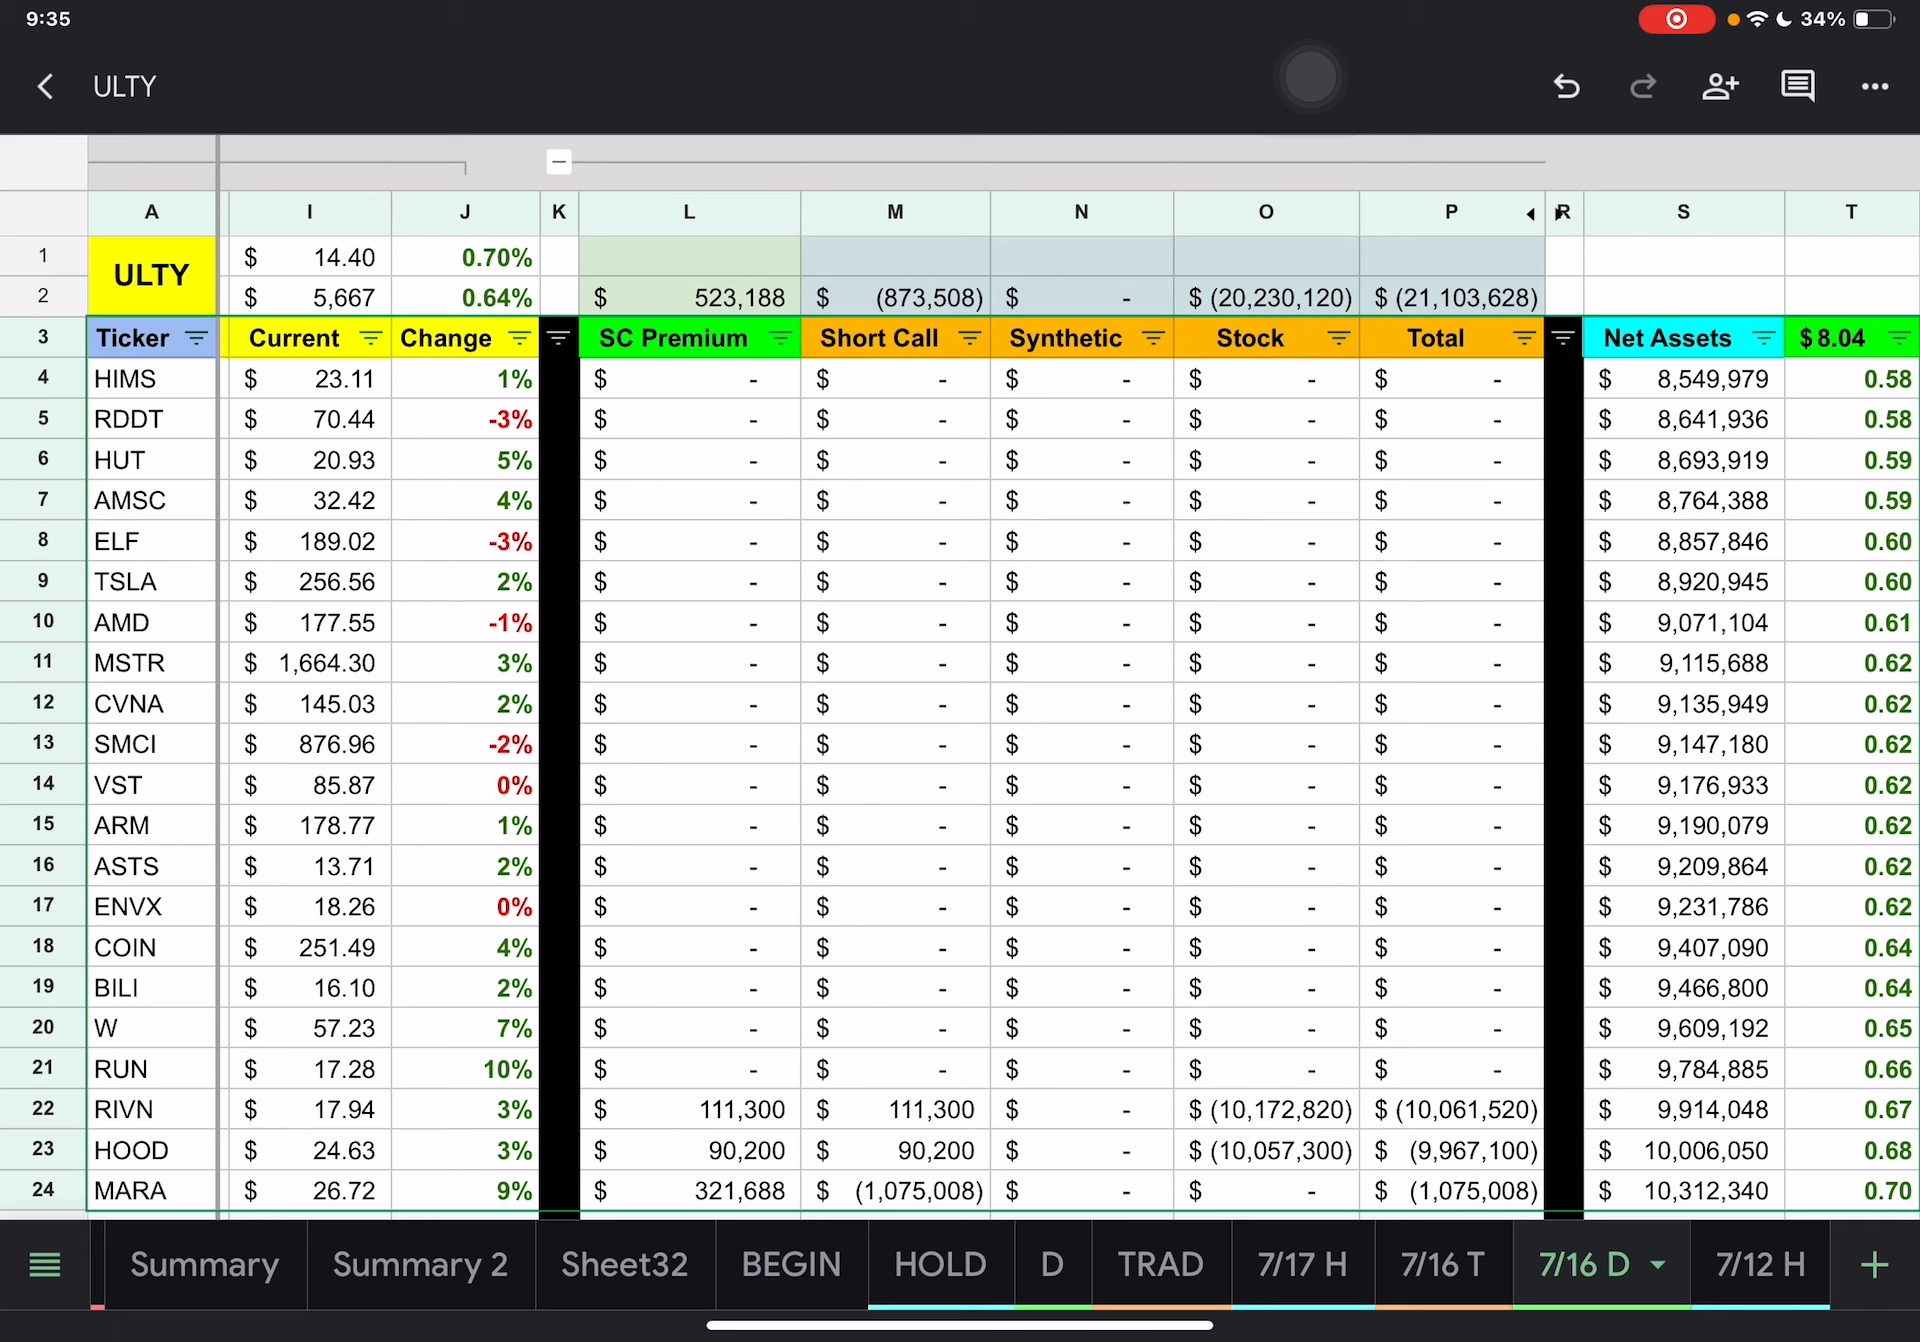 9:35
34%
ULTY
A I J K L M N O P R S T
1 ULTY $ 14.40 0.70%
2 $ 5,667 0.64% $ 523,188 $ (873,508) $ - $ (20,230,120) $ (21,103,628)
3 Ticker Current Change SC Premium Short Call Synthetic Stock Total Net Assets $8.04
4 HIMS $ 23.11 1% $ - $ - $ - $ - $ - $ 8,549,979 0.58
5 RDDT $ 70.44 -3% $ - $ - $ - $ - $ - $ 8,641,936 0.58
6 HUT $ 20.93 5% $ - $ - $ - $ - $ - $ 8,693,919 0.59
7 AMSC $ 32.42 4% $ - $ - $ - $ - $ - $ 8,764,388 0.59
8 ELF $ 189.02 -3% $ - $ - $ - $ - $ - $ 8,857,846 0.60
9 TSLA $ 256.56 2% $ - $ - $ - $ - $ - $ 8,920,945 0.60
10 AMD $ 177.55 -1% $ - $ - $ - $ - $ - $ 9,071,104 0.61
11 MSTR $ 1,664.30 3% $ - $ - $ - $ - $ - $ 9,115,688 0.62
12 CVNA $ 145.03 2% $ - $ - $ - $ - $ - $ 9,135,949 0.62
13 SMCI $ 876.96 -2% $ - $ - $ - $ - $ - $ 9,147,180 0.62
14 VST $ 85.87 0% $ - $ - $ - $ - $ - $ 9,176,933 0.62
15 ARM $ 178.77 1% $ - $ - $ - $ - $ - $ 9,190,079 0.62
16 ASTS $ 13.71 2% $ - $ - $ - $ - $ - $ 9,209,864 0.62
17 ENVX $ 18.26 0% $ - $ - $ - $ - $ - $ 9,231,786 0.62
18 COIN $ 251.49 4% $ - $ - $ - $ - $ - $ 9,407,090 0.64
19 BILI $ 16.10 2% $ - $ - $ - $ - $ - $ 9,466,800 0.64
20 W $ 57.23 7% $ - $ - $ - $ - $ - $ 9,609,192 0.65
21 RUN $ 17.28 10% $ - $ - $ - $ - $ - $ 9,784,885 0.66
22 RIVN $ 17.94 3% $ 111,300 $ 111,300 $ - $ (10,172,820) $ (10,061,520) $ 9,914,048 0.67
23 HOOD $ 24.63 3% $ 90,200 $ 90,200 $ - $ (10,057,300) $ (9,967,100) $ 10,006,050 0.68
24 MARA $ 26.72 9% $ 321,688 $ (1,075,008) $ - $ - $ (1,075,008) $ 10,312,340 0.70
Summary Summary 2 Sheet32 BEGIN HOLD D TRAD 7/17 H 7/16 T 7/16 D 7/12 H